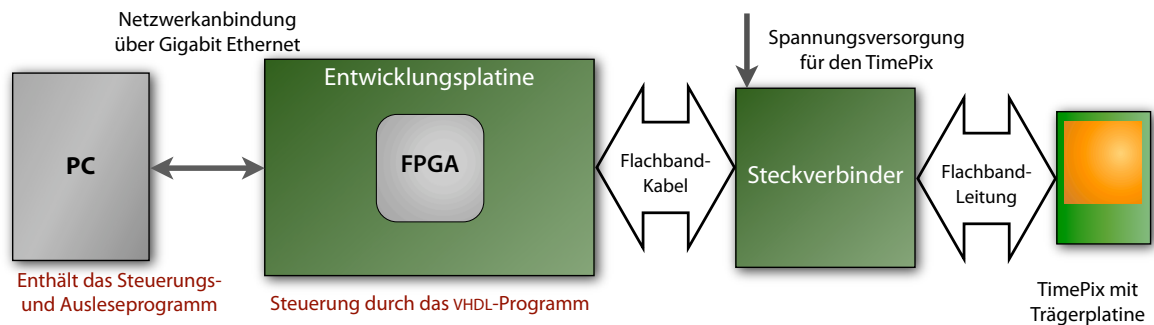 Netzwerkanbindung
über Gigabit Ethernet
Spannungsversorgung
für den TimePix
Entwicklungsplatine
PC
FPGA
Flachband-
Kabel
Steckverbinder
Flachband-
Leitung
Enthält das Steuerungs-
und Ausleseprogramm
Steuerung durch das VHDL-Programm
TimePix mit
Trägerplatine